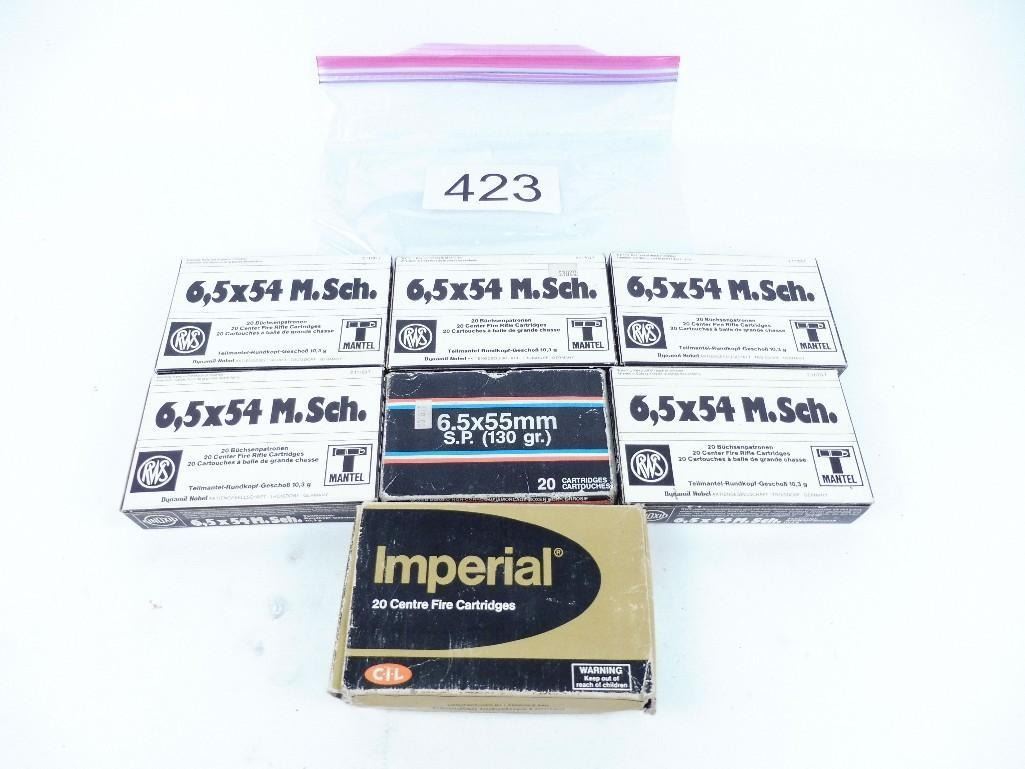 423
6,5x54 M.Sch.
RWS
20 Büchsenpatronen
20 Center Fire Rifle Cartridges
20 Cartouches à balle de grande chasse
T
MANTEL
Teilmantel-Rundkopf-Geschoß 10,3 g
Dynamit Nobel
6,5x54 M.Sch.
RWS
20 Büchsenpatronen
20 Center Fire Rifle Cartridges
20 Cartouches à balle de grande chasse
T
MANTEL
Teilmantel-Rundkopf-Geschoß 10,3 g
Dynamit Nobel
6,5x54 M.Sch.
RWS
20 Büchsenpatronen
20 Center Fire Rifle Cartridges
20 Cartouches à balle de grande chasse
T
MANTEL
Teilmantel-Rundkopf-Geschoß 10,3 g
Dynamit Nobel
6,5x54 M.Sch.
RWS
20 Büchsenpatronen
20 Center Fire Rifle Cartridges
20 Cartouches à balle de grande chasse
T
MANTEL
Teilmantel-Rundkopf-Geschoß 10,3 g
Dynamit Nobel
6,5x54 M.Sch.
6.5x55mm
S.P. (130 gr.)
20 CARTRIDGES
CARTOUCHES
6,5x54 M.Sch.
RWS
20 Büchsenpatronen
20 Center Fire Rifle Cartridges
20 Cartouches à balle de grande chasse
T
MANTEL
Teilmantel-Rundkopf-Geschoß 10,3 g
Dynamit Nobel
6,5x54 M.Sch.
Imperial®
20 Centre Fire Cartridges
C-I-L
WARNING
Keep out of
reach of children